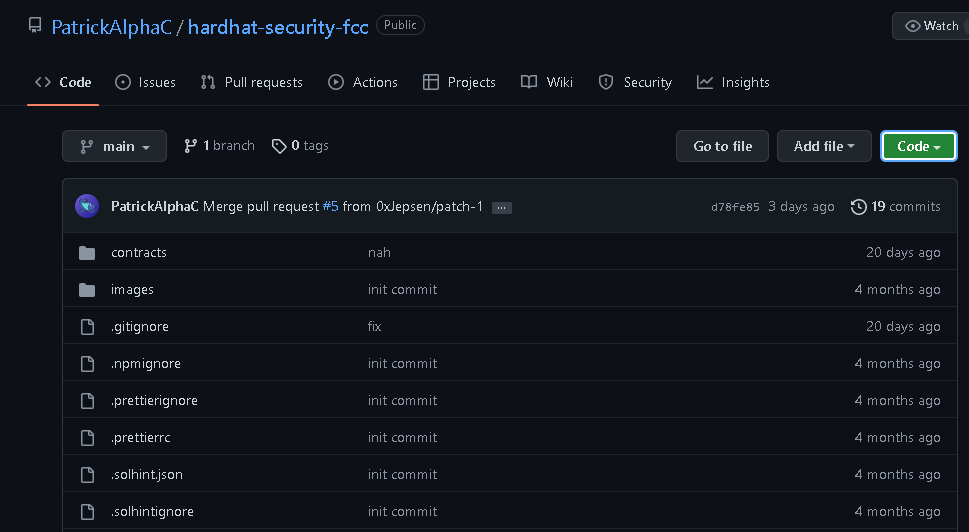 PatrickAlphaC / hardhat-security-fcc Public Watch
Code Issues Pull requests Actions Projects Wiki Security Insights
main 1 branch 0 tags Go to file Add file Code
PatrickAlphaC Merge pull request #5 from 0xJepsen/patch-1 ... d78fe85 3 days ago 19 commits
contracts nah 20 days ago
images init commit 4 months ago
.gitignore fix 20 days ago
.npmignore init commit 4 months ago
.prettierignore init commit 4 months ago
.prettierrc init commit 4 months ago
.solhint.json init commit 4 months ago
.solhintignore init commit 4 months ago